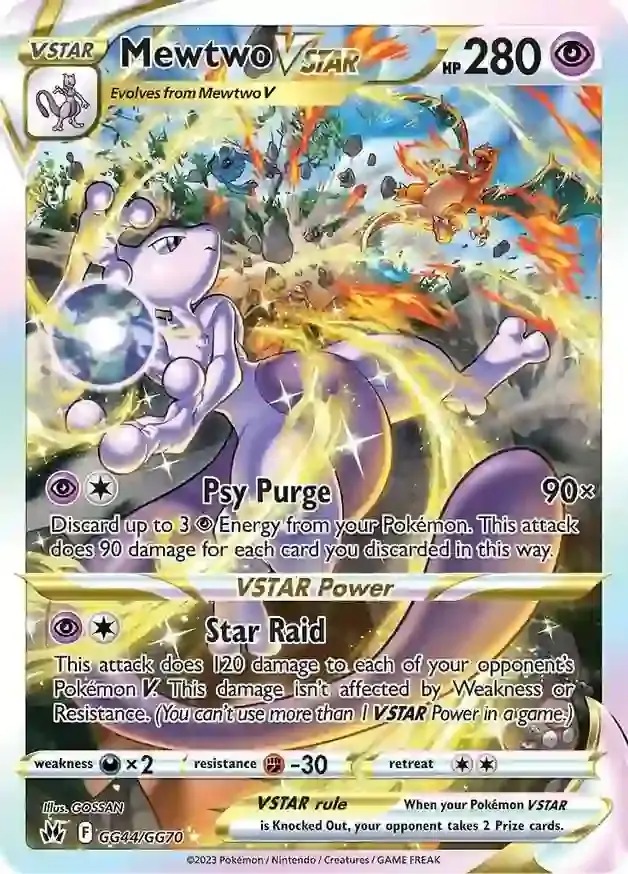 VSTAR
Mewtwo VSTAR
HP 280
Evolves from Mewtwo V
Psy Purge 90×
Discard up to 3 Energy from your Pokémon. This attack
does 90 damage for each card you discarded in this way.
VSTAR Power
Star Raid
This attack does 120 damage to each of your opponent's
Pokémon V. This damage isn't affected by Weakness or
Resistance. (You can't use more than 1 VSTAR Power in a game.)
weakness ×2 resistance -30 retreat
Illus. GOSSAN
VSTAR rule When your Pokémon VSTAR
is Knocked Out, your opponent takes 2 Prize cards.
F GG44/GG70
©2023 Pokémon / Nintendo / Creatures / GAME FREAK